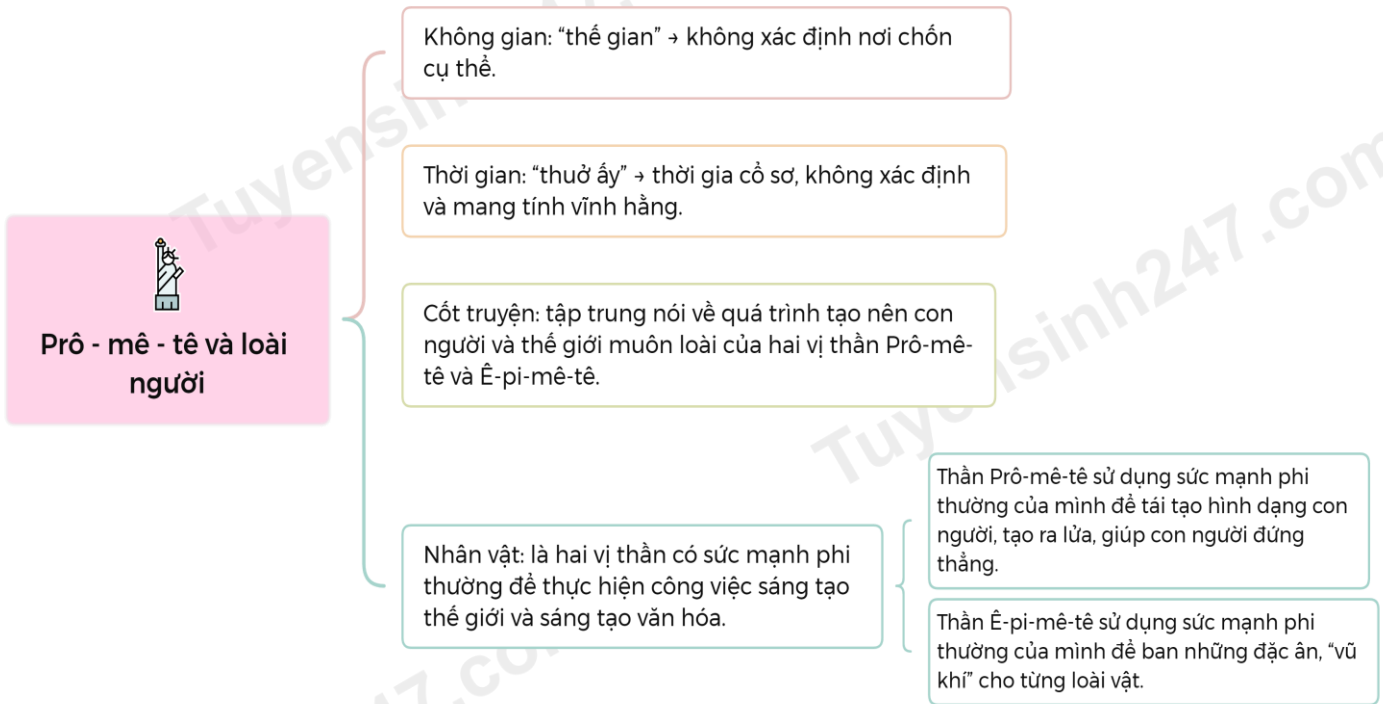 Prô - mê - tê và loài
người
Không gian: “thế gian” → không xác định nơi chốn
cụ thể.
Thời gian: “thuở ấy” → thời gia cổ sơ, không xác định
và mang tính vĩnh hằng.
Cốt truyện: tập trung nói về quá trình tạo nên con
người và thế giới muôn loài của hai vị thần Prô-mê-
tê và Ê-pi-mê-tê.
Nhân vật: là hai vị thần có sức mạnh phi
thường để thực hiện công việc sáng tạo
thế giới và sáng tạo văn hóa.
Thần Prô-mê-tê sử dụng sức mạnh phi
thường của mình để tái tạo hình dạng con
người, tạo ra lửa, giúp con người đứng
thẳng.
Thần Ê-pi-mê-tê sử dụng sức mạnh phi
thường của mình để ban những đặc ân, “vũ
khí” cho từng loài vật.
Tuyensinh247.com